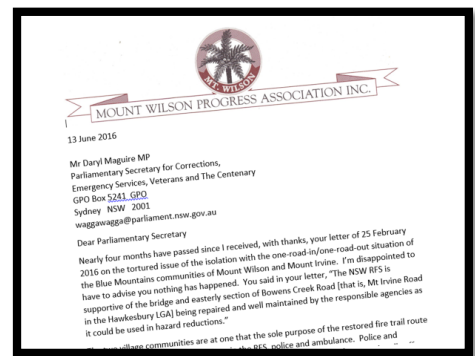 MT. WILSON
MOUNT WILSON PROGRESS ASSOCIATION INC.
13 June 2016
Mr Daryl Maguire MP
Parliamentary Secretary for Corrections,
Emergency Services, Veterans and The Centenary
GPO Box 5241 GPO
Sydney NSW 2001
waggawagga@parliament.nsw.gov.au
Dear Parliamentary Secretary
Nearly four months have passed since I received, with thanks, your letter of 25 February
2016 on the tortured issue of the isolation with the one-road-in/one-road-out situation of
the Blue Mountains communities of Mount Wilson and Mount Irvine. I'm disappointed to
have to advise you nothing has happened. You said in your letter, "The NSW RFS is
supportive of the bridge and easterly section of Bowens Creek Road [that is, Mt Irvine Road
in the Hawkesbury LGA] being repaired and well maintained by the responsible agencies as
it could be used in hazard reductions."
village communities are at one that the sole purpose of the restored fire trail route
the RFS, police and ambulance. Police and